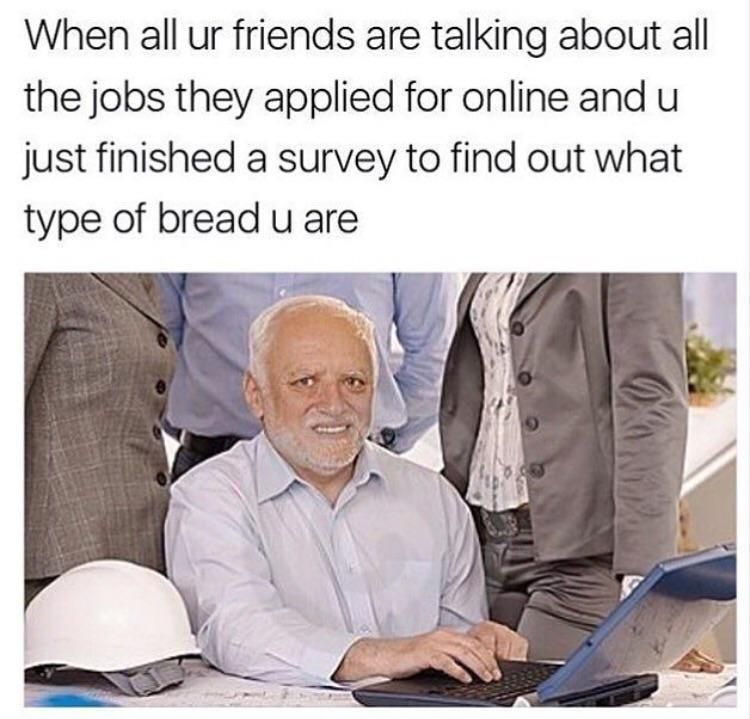 When all ur friends are talking about all
the jobs they applied for online and u
just finished a survey to find out what
type of bread u are